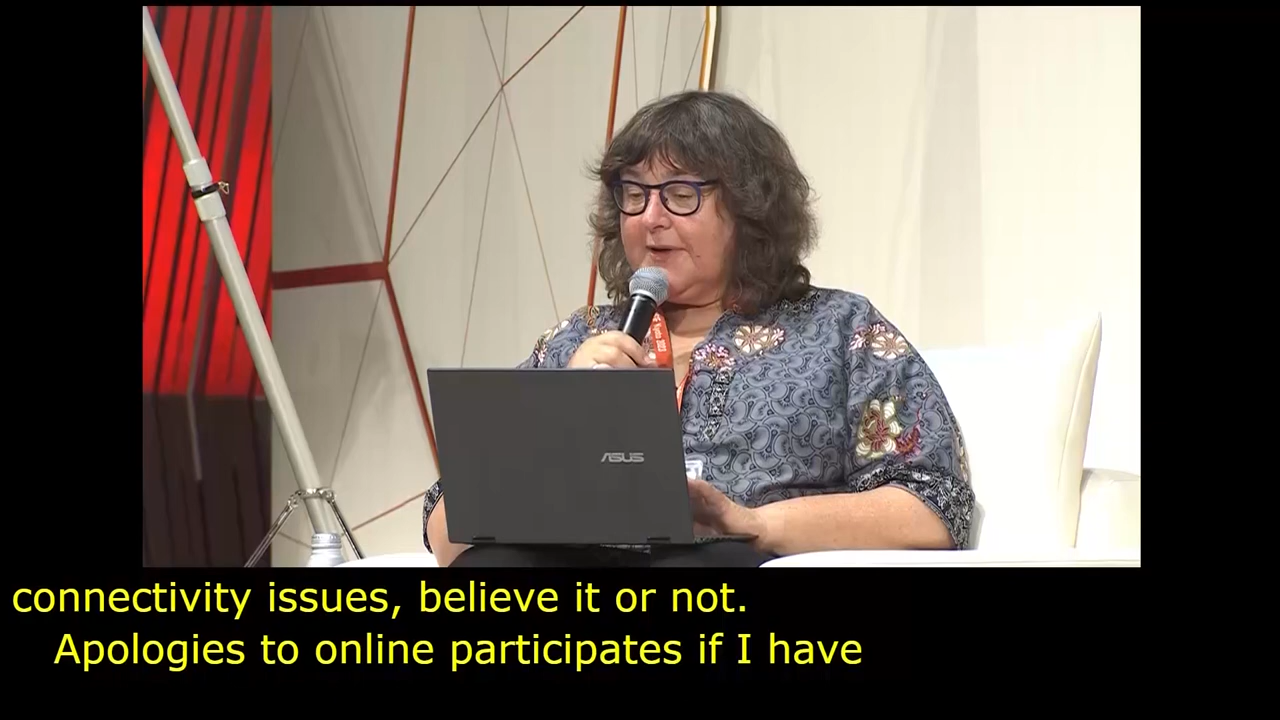 ASUS
connectivity issues, believe it or not.
Apologies to online participates if I have